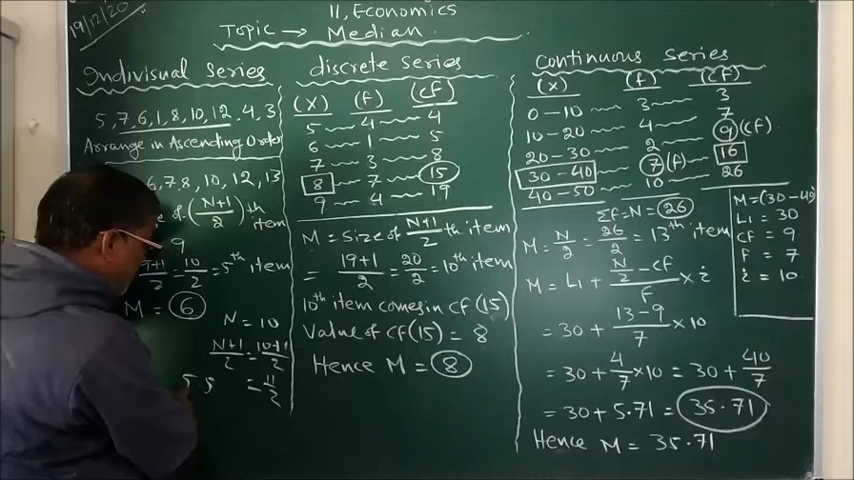 19/12/20
11, Economics
Topic → Median
Indivisual Series
5, 7, 6, 1, 8, 10, 12, 4, 3
Arrange in Ascending Order
6, 7, 8, 10, 12, 13
of (N+1/2)th item
9
9+1/2 = 10/2 = 5th item
M = 6
N = 10
N+1/2 = 10+1/2
5.5 = 11/2
discrete Series
(X) (f) (cf)
5 4 4
6 1 5
7 3 8
8 7 15
9 4 19
M = Size of N+1/2 th item
= 19+1/2 = 20/2 = 10th item
10th item comes in cf (15)
Value of cf(15) = 8
Hence M = 8
Continuous Series
(X) (f) (cf)
0-10 3 3
10-20 4 7
20-30 2 9 (cf)
30-40 7 (f) 16
40-50 10 26
Σf = N = 26
M = N/2 = 26/2 = 13th item
M = L1 + N/2 - cf / f × i
= 30 + 13-9/7 × 10
= 30 + 4/7 × 10 = 30 + 40/7
= 30 + 5.71 = 35.71
Hence M = 35.71
M = (30-40)
L1 = 30
cf = 9
F = 7
i = 10